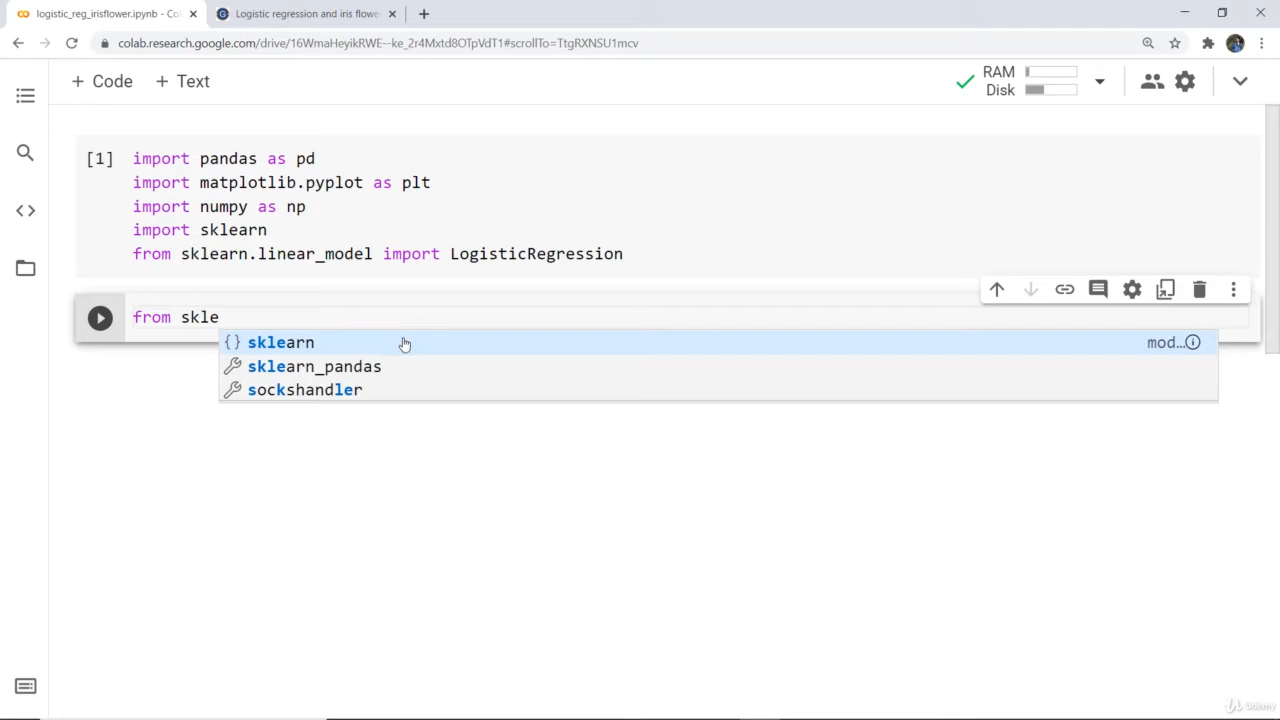 logistic_reg_irisflower.ipynb - Co
Logistic regression and iris flowe
colab.research.google.com/drive/16WmaHeyikRWE--ke_2r4Mxtd8OTpVdT1#scrollTo=TtgRXNSU1mcv
+ Code + Text
RAM
Disk
[1] import pandas as pd
import matplotlib.pyplot as plt
import numpy as np
import sklearn
from sklearn.linear_model import LogisticRegression
from skle
{} sklearn mod...
sklearn_pandas
sockshandler
udemy